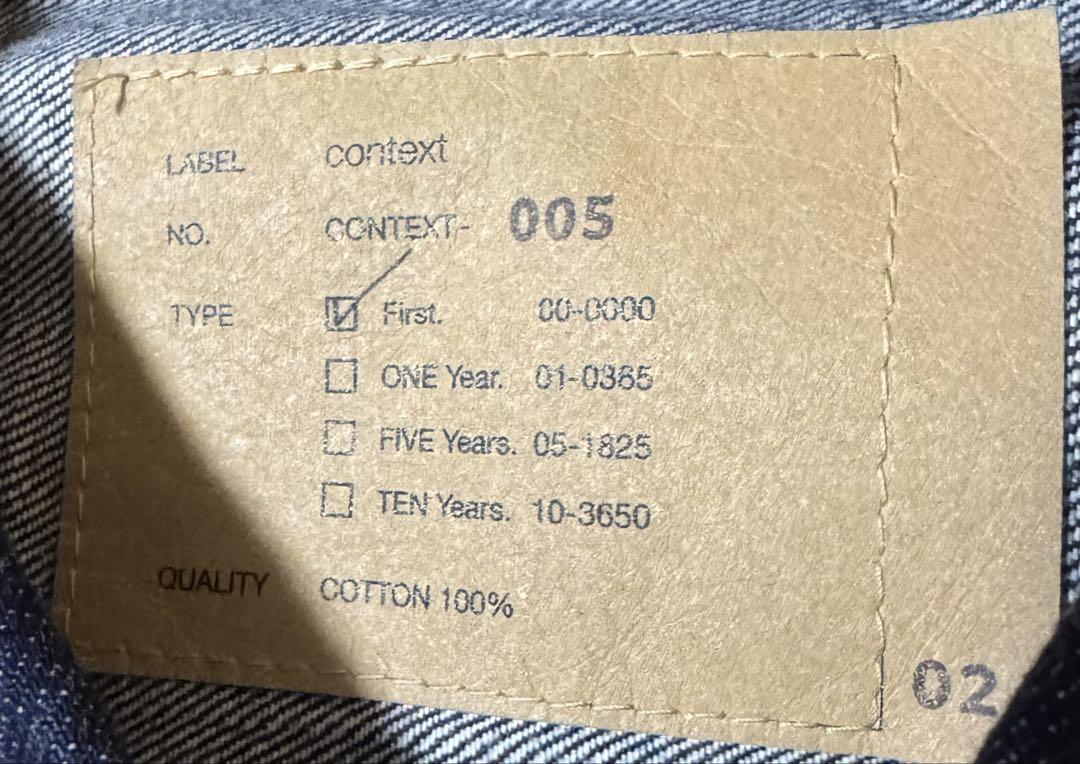 LABEL context
NO. CONTEXT- 005
TYPE ☑ First. 00-0000
☐ ONE Year. 01-0365
☐ FIVE Years. 05-1825
☐ TEN Years. 10-3650
QUALITY COTTON 100%
02